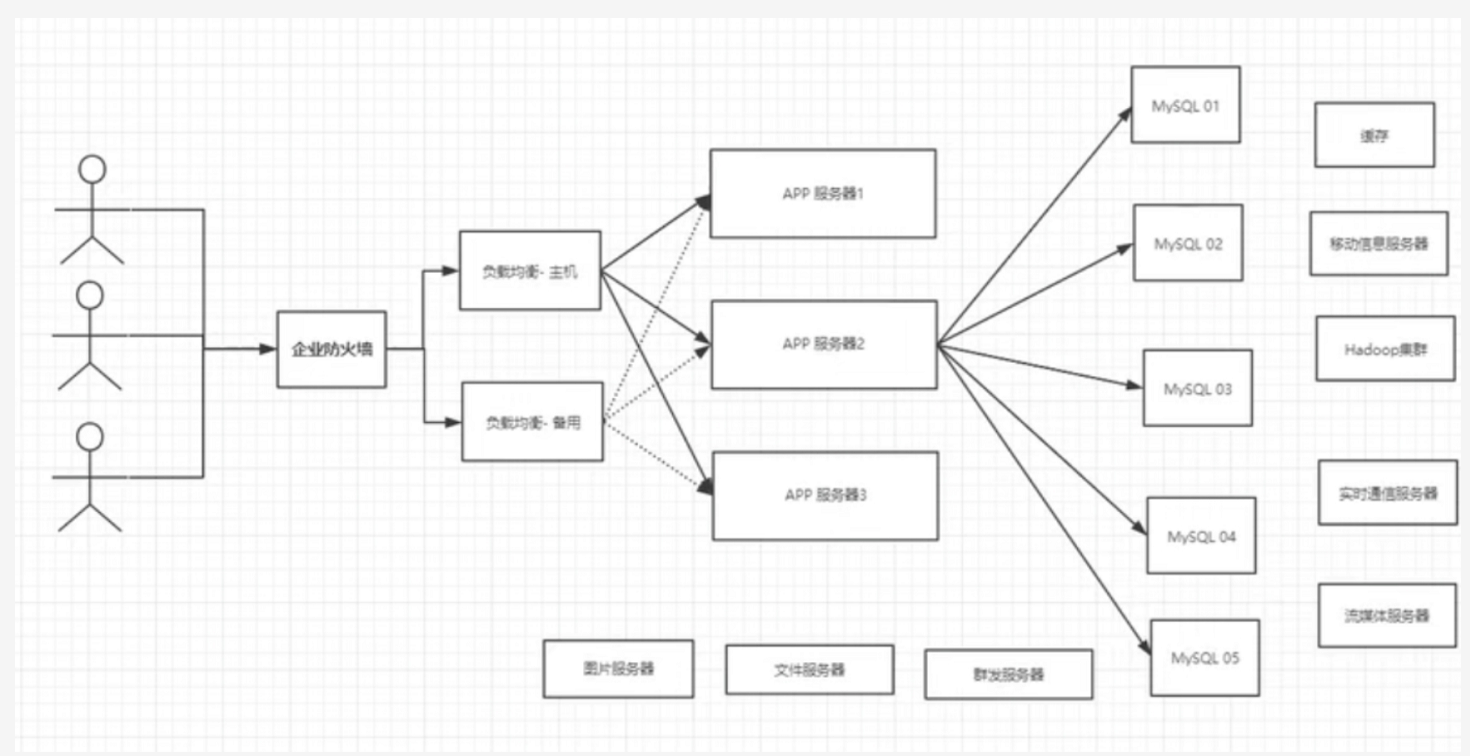 企业防火墙
负载均衡- 主机
负载均衡- 备用
APP 服务器1
APP 服务器2
APP 服务器3
MySQL 01
MySQL 02
MySQL 03
MySQL 04
MySQL 05
缓存
移动信息服务器
Hadoop集群
实时通信服务器
流媒体服务器
图片服务器
文件服务器
群发服务器